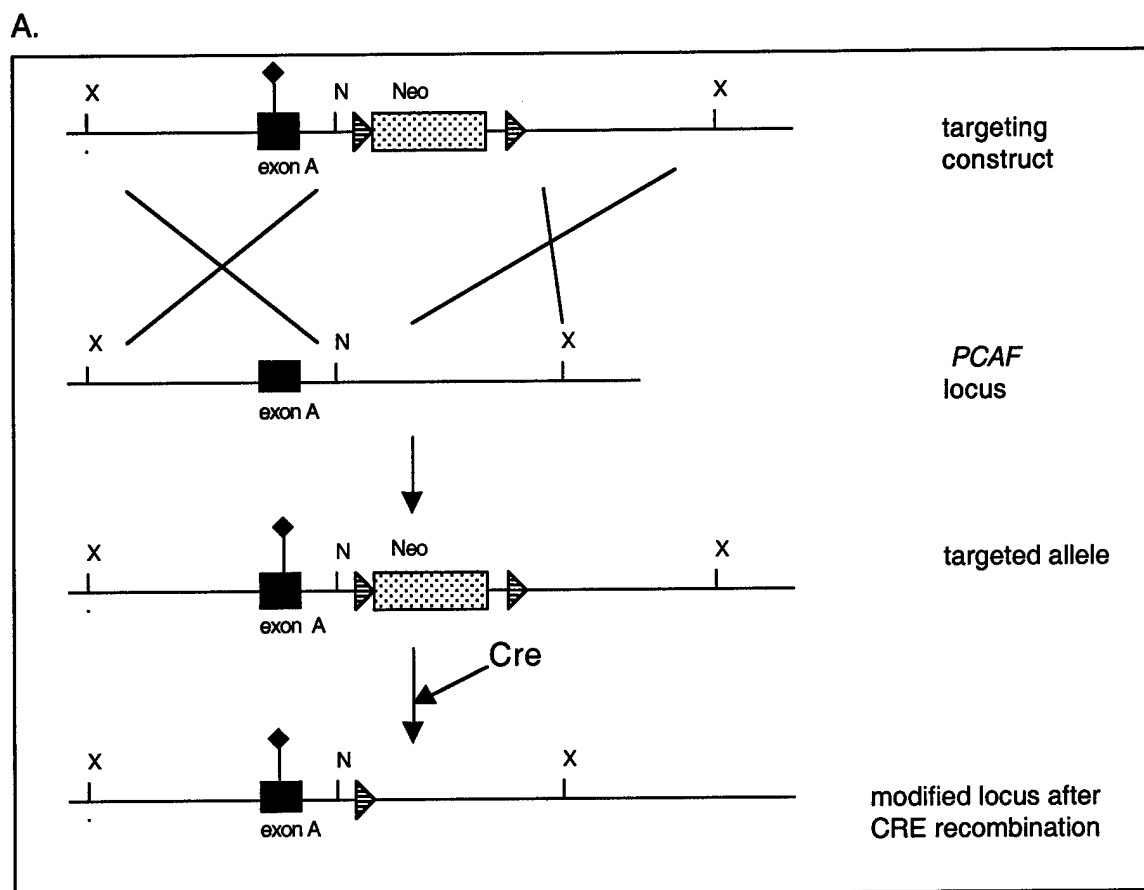 A.
X N Neo X
exon A
targeting
construct
X N X
exon A
PCAF
locus
X N Neo X
exon A
targeted allele
Cre
X N X
exon A
modified locus after
CRE recombination